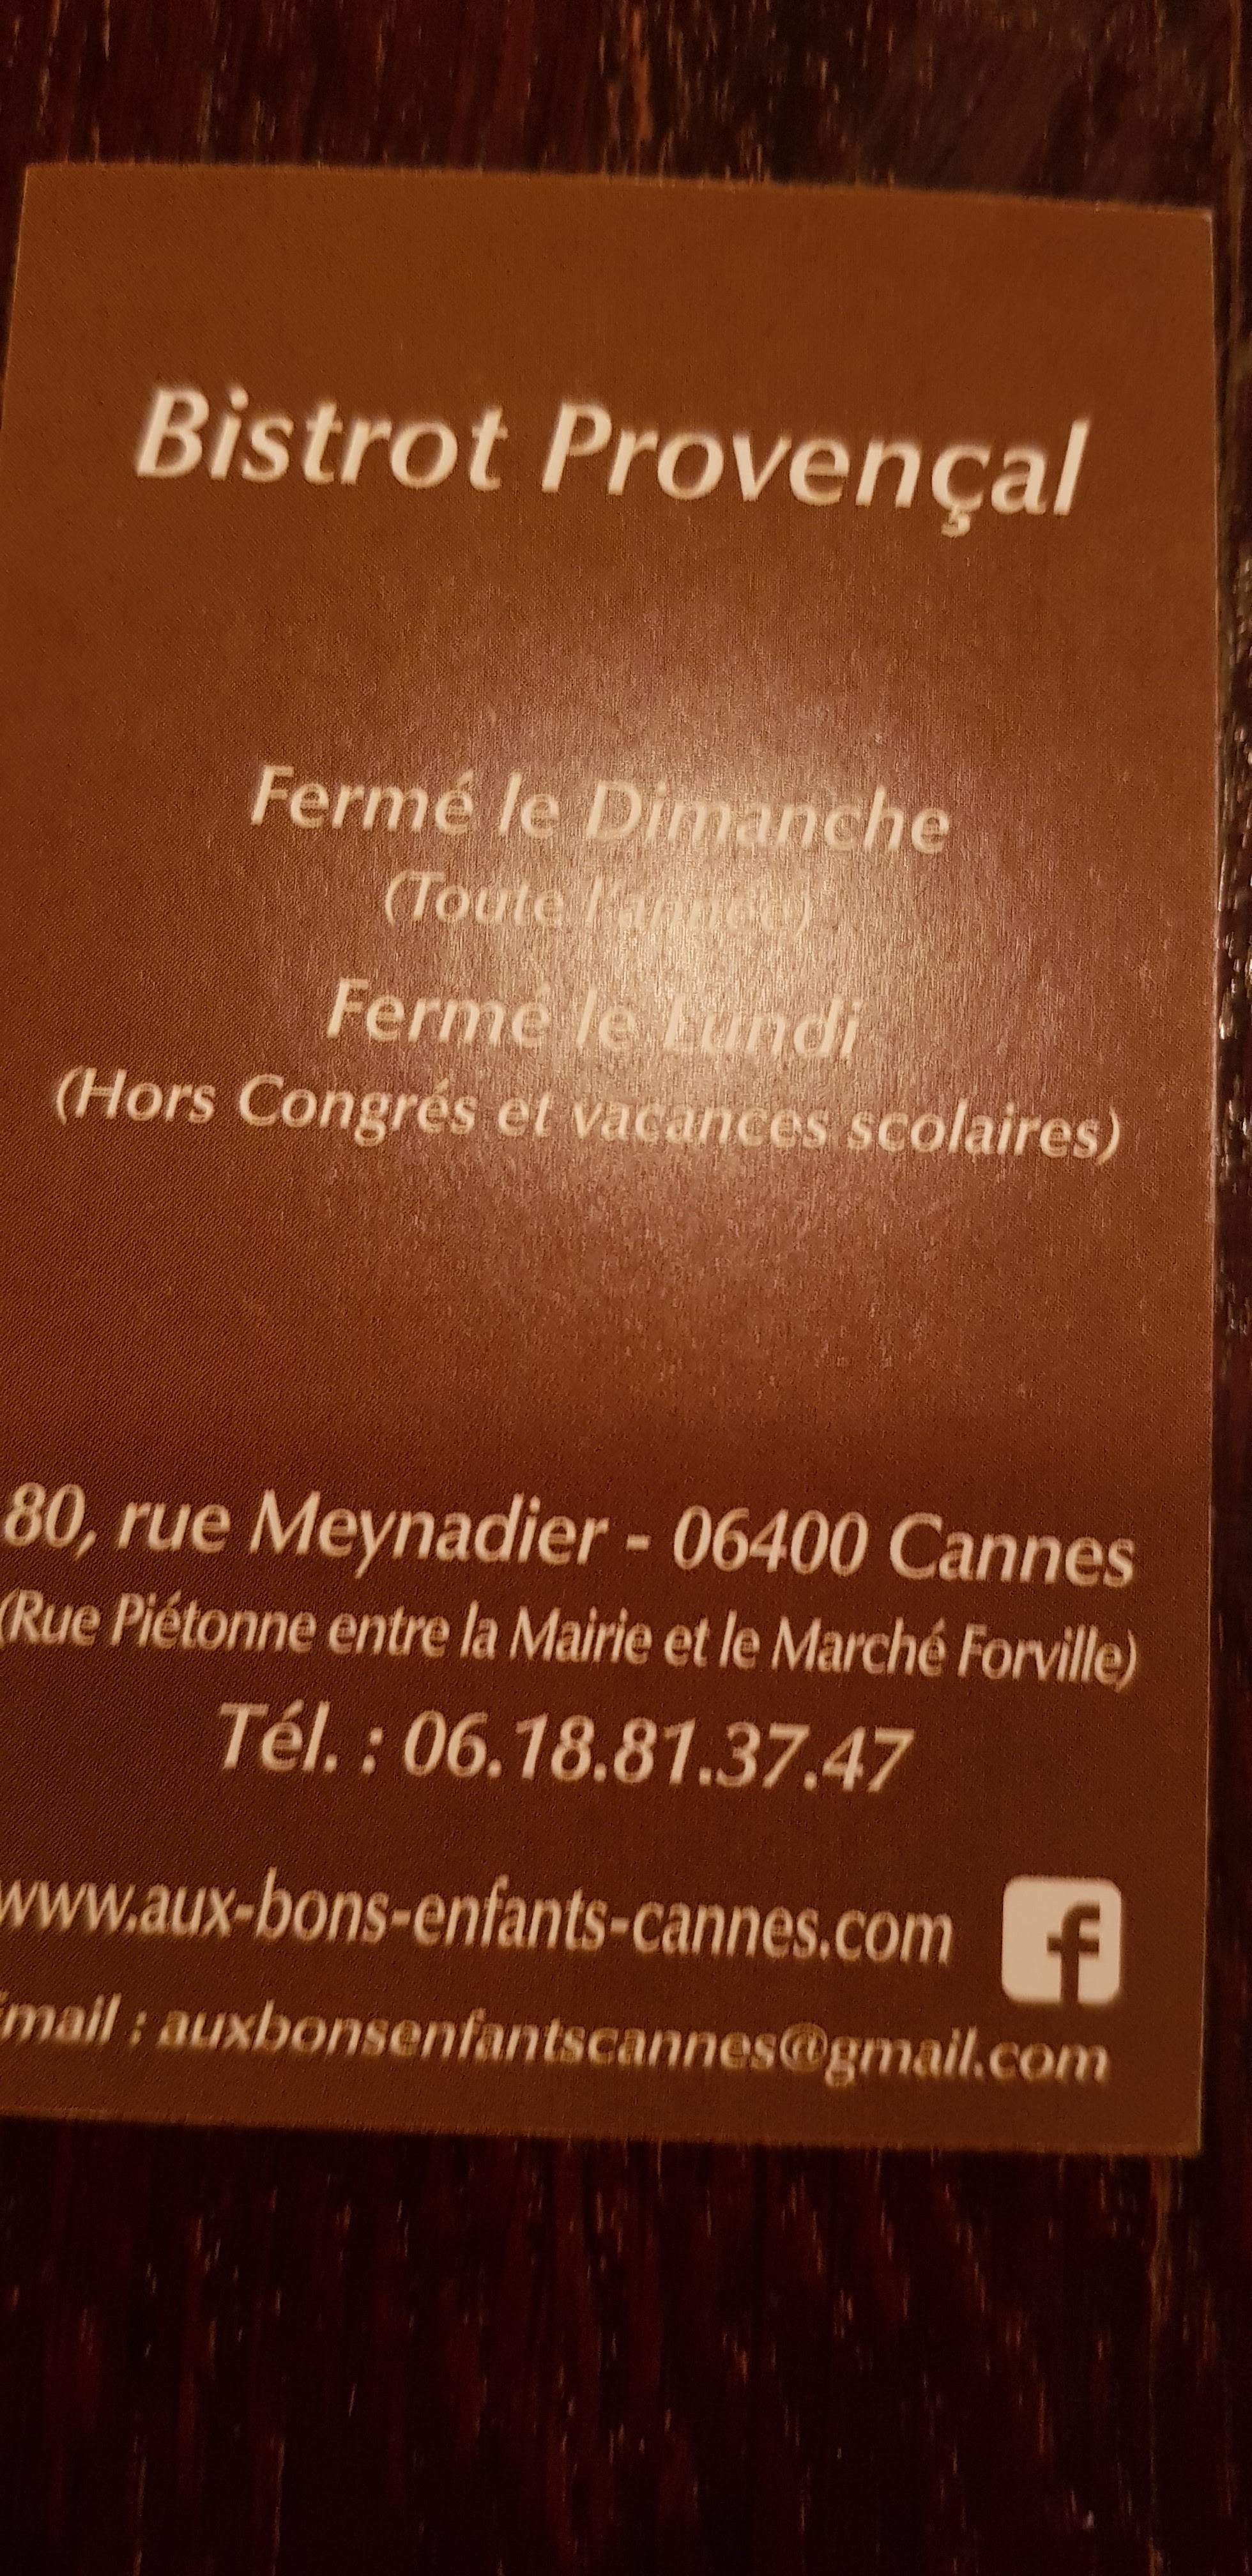 Bistrot Provençal
Fermé le Dimanche
(Toute l'année)
Fermé le Lundi
(Hors Congrés et vacances scolaires)
80, rue Meynadier - 06400 Cannes
(Rue Piétonne entre la Mairie et le Marché Forville)
Tél. : 06.18.81.37.47
www.aux-bons-enfants-cannes.com f
Email : auxbonsenfantscannes@gmail.com